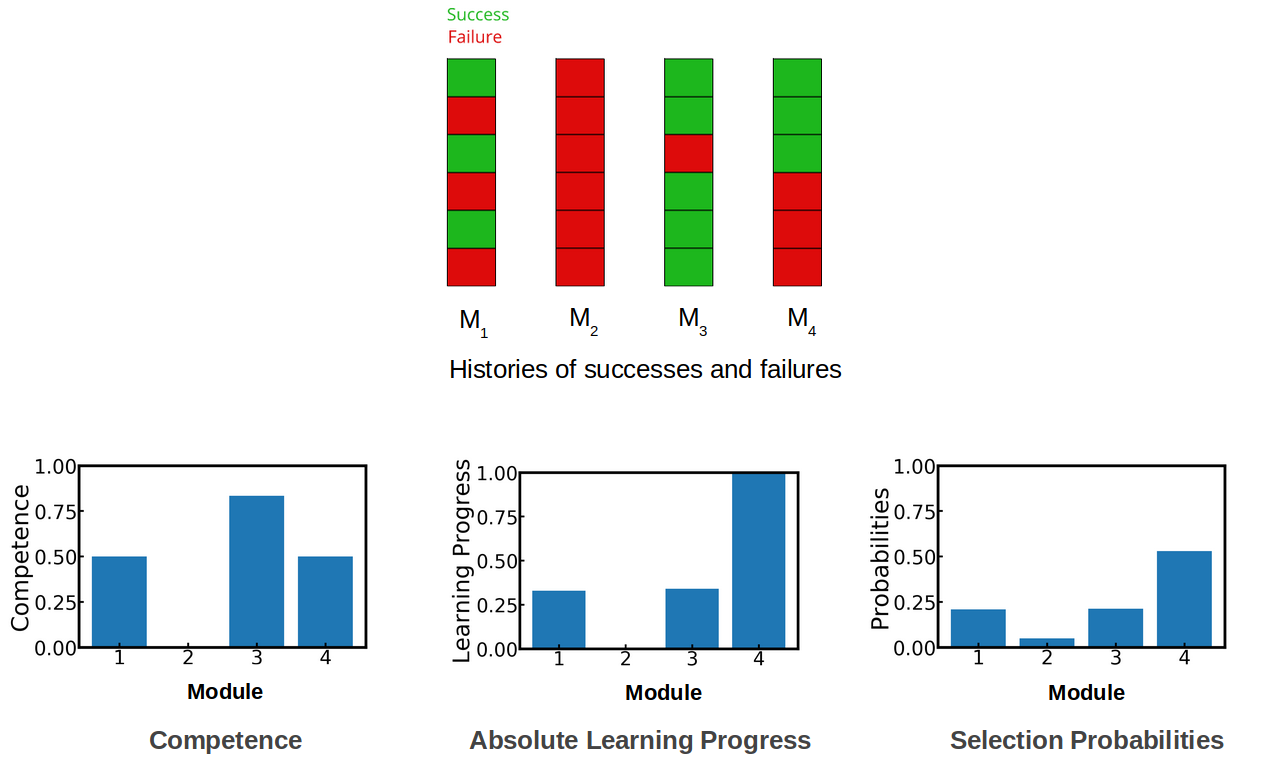 Success
Failure
M1
M2
M3
M4
Histories of successes and failures
Competence
1.00
0.75
0.50
0.25
0.00
1 2 3 4
Module
Competence
Learning Progress
1.00
0.75
0.50
0.25
0.00
1 2 3 4
Module
Absolute Learning Progress
Probabilities
1.00
0.75
0.50
0.25
0.00
1 2 3 4
Module
Selection Probabilities